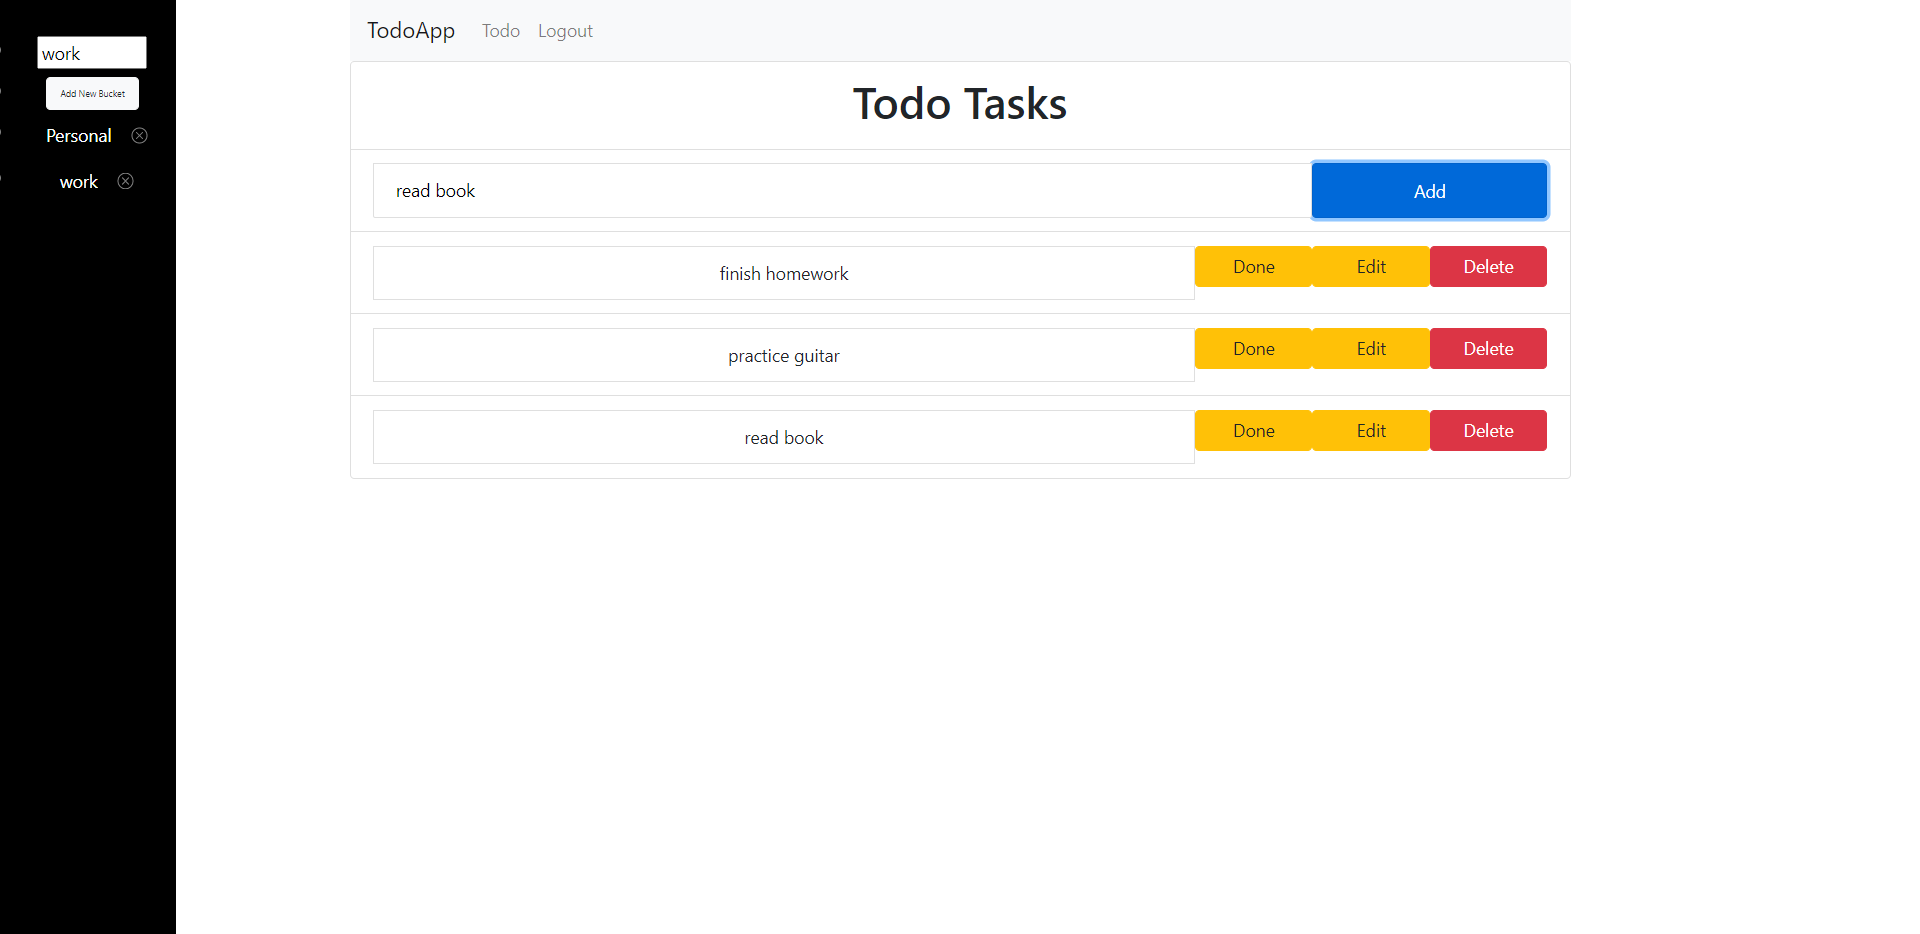 work
Add New Bucket
Personal
work
TodoApp Todo Logout
Todo Tasks
read book Add
finish homework Done Edit Delete
practice guitar Done Edit Delete
read book Done Edit Delete